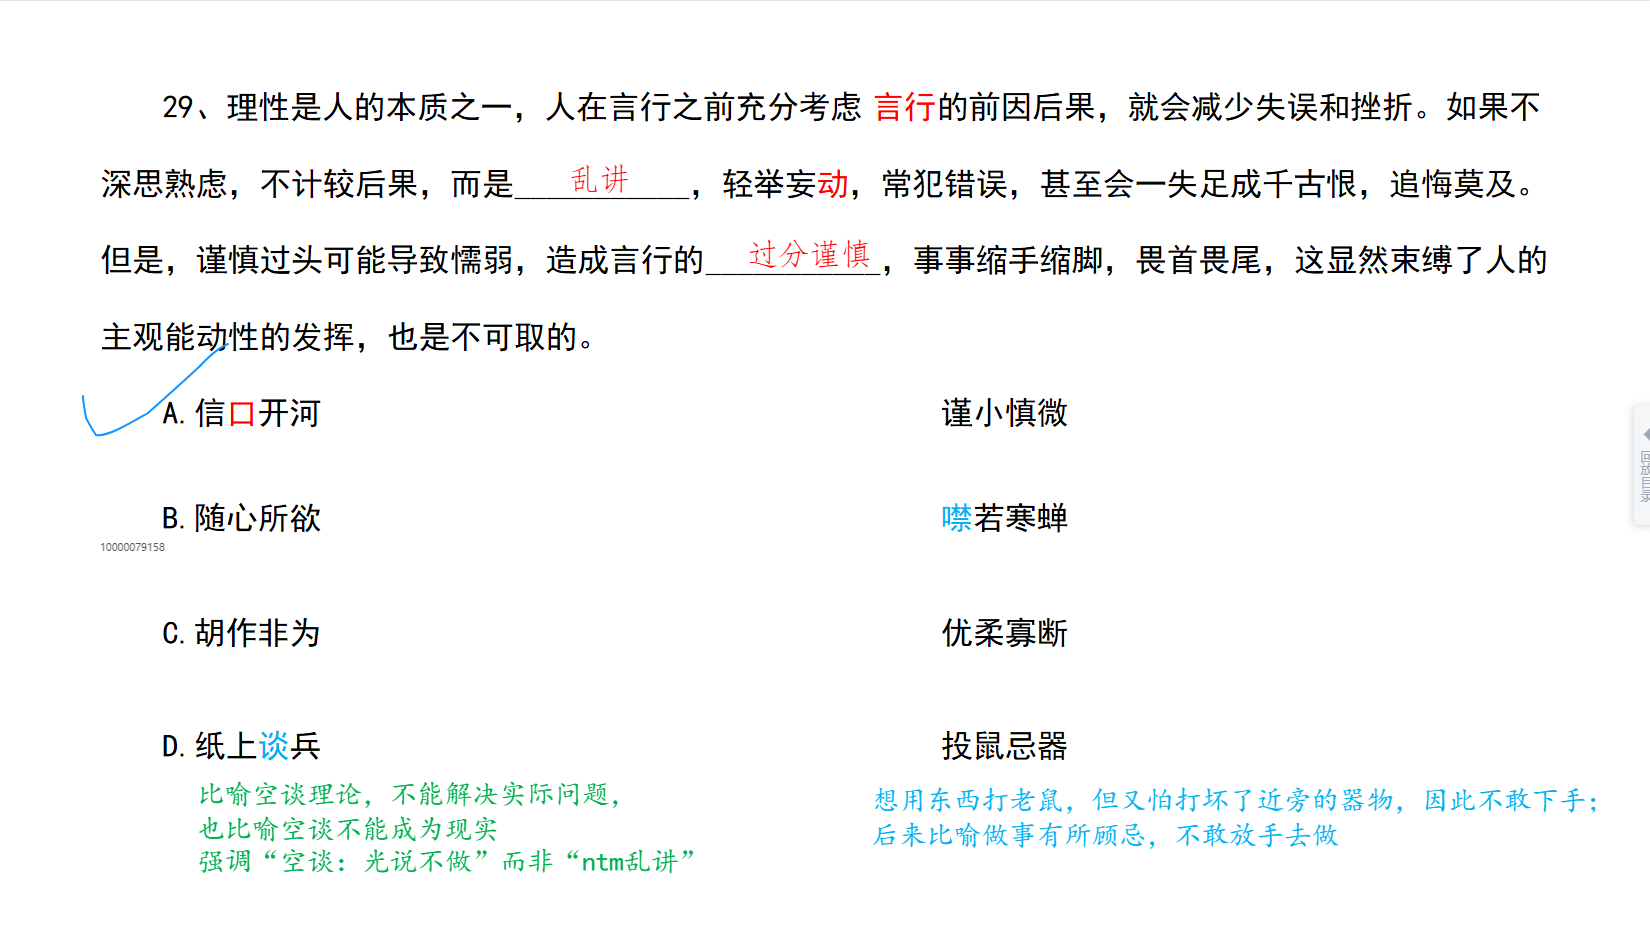 29、理性是人的本质之一，人在言行之前充分考虑 言行的前因后果，就会减少失误和挫折。如果不
深思熟虑，不计较后果，而是___乱讲___，轻举妄动，常犯错误，甚至会一失足成千古恨，追悔莫及。
但是，谨慎过头可能导致懦弱，造成言行的___过分谨慎___，事事缩手缩脚，畏首畏尾，这显然束缚了人的
主观能动性的发挥，也是不可取的。
A. 信口开河 谨小慎微
B. 随心所欲 噤若寒蝉
10000079158
C. 胡作非为 优柔寡断
D. 纸上谈兵 投鼠忌器
比喻空谈理论，不能解决实际问题，
也比喻空谈不能成为现实
强调“空谈：光说不做”而非“ntm乱讲”
想用东西打老鼠，但又怕打坏了近旁的器物，因此不敢下手；
后来比喻做事有所顾忌，不敢放手去做
回放目录